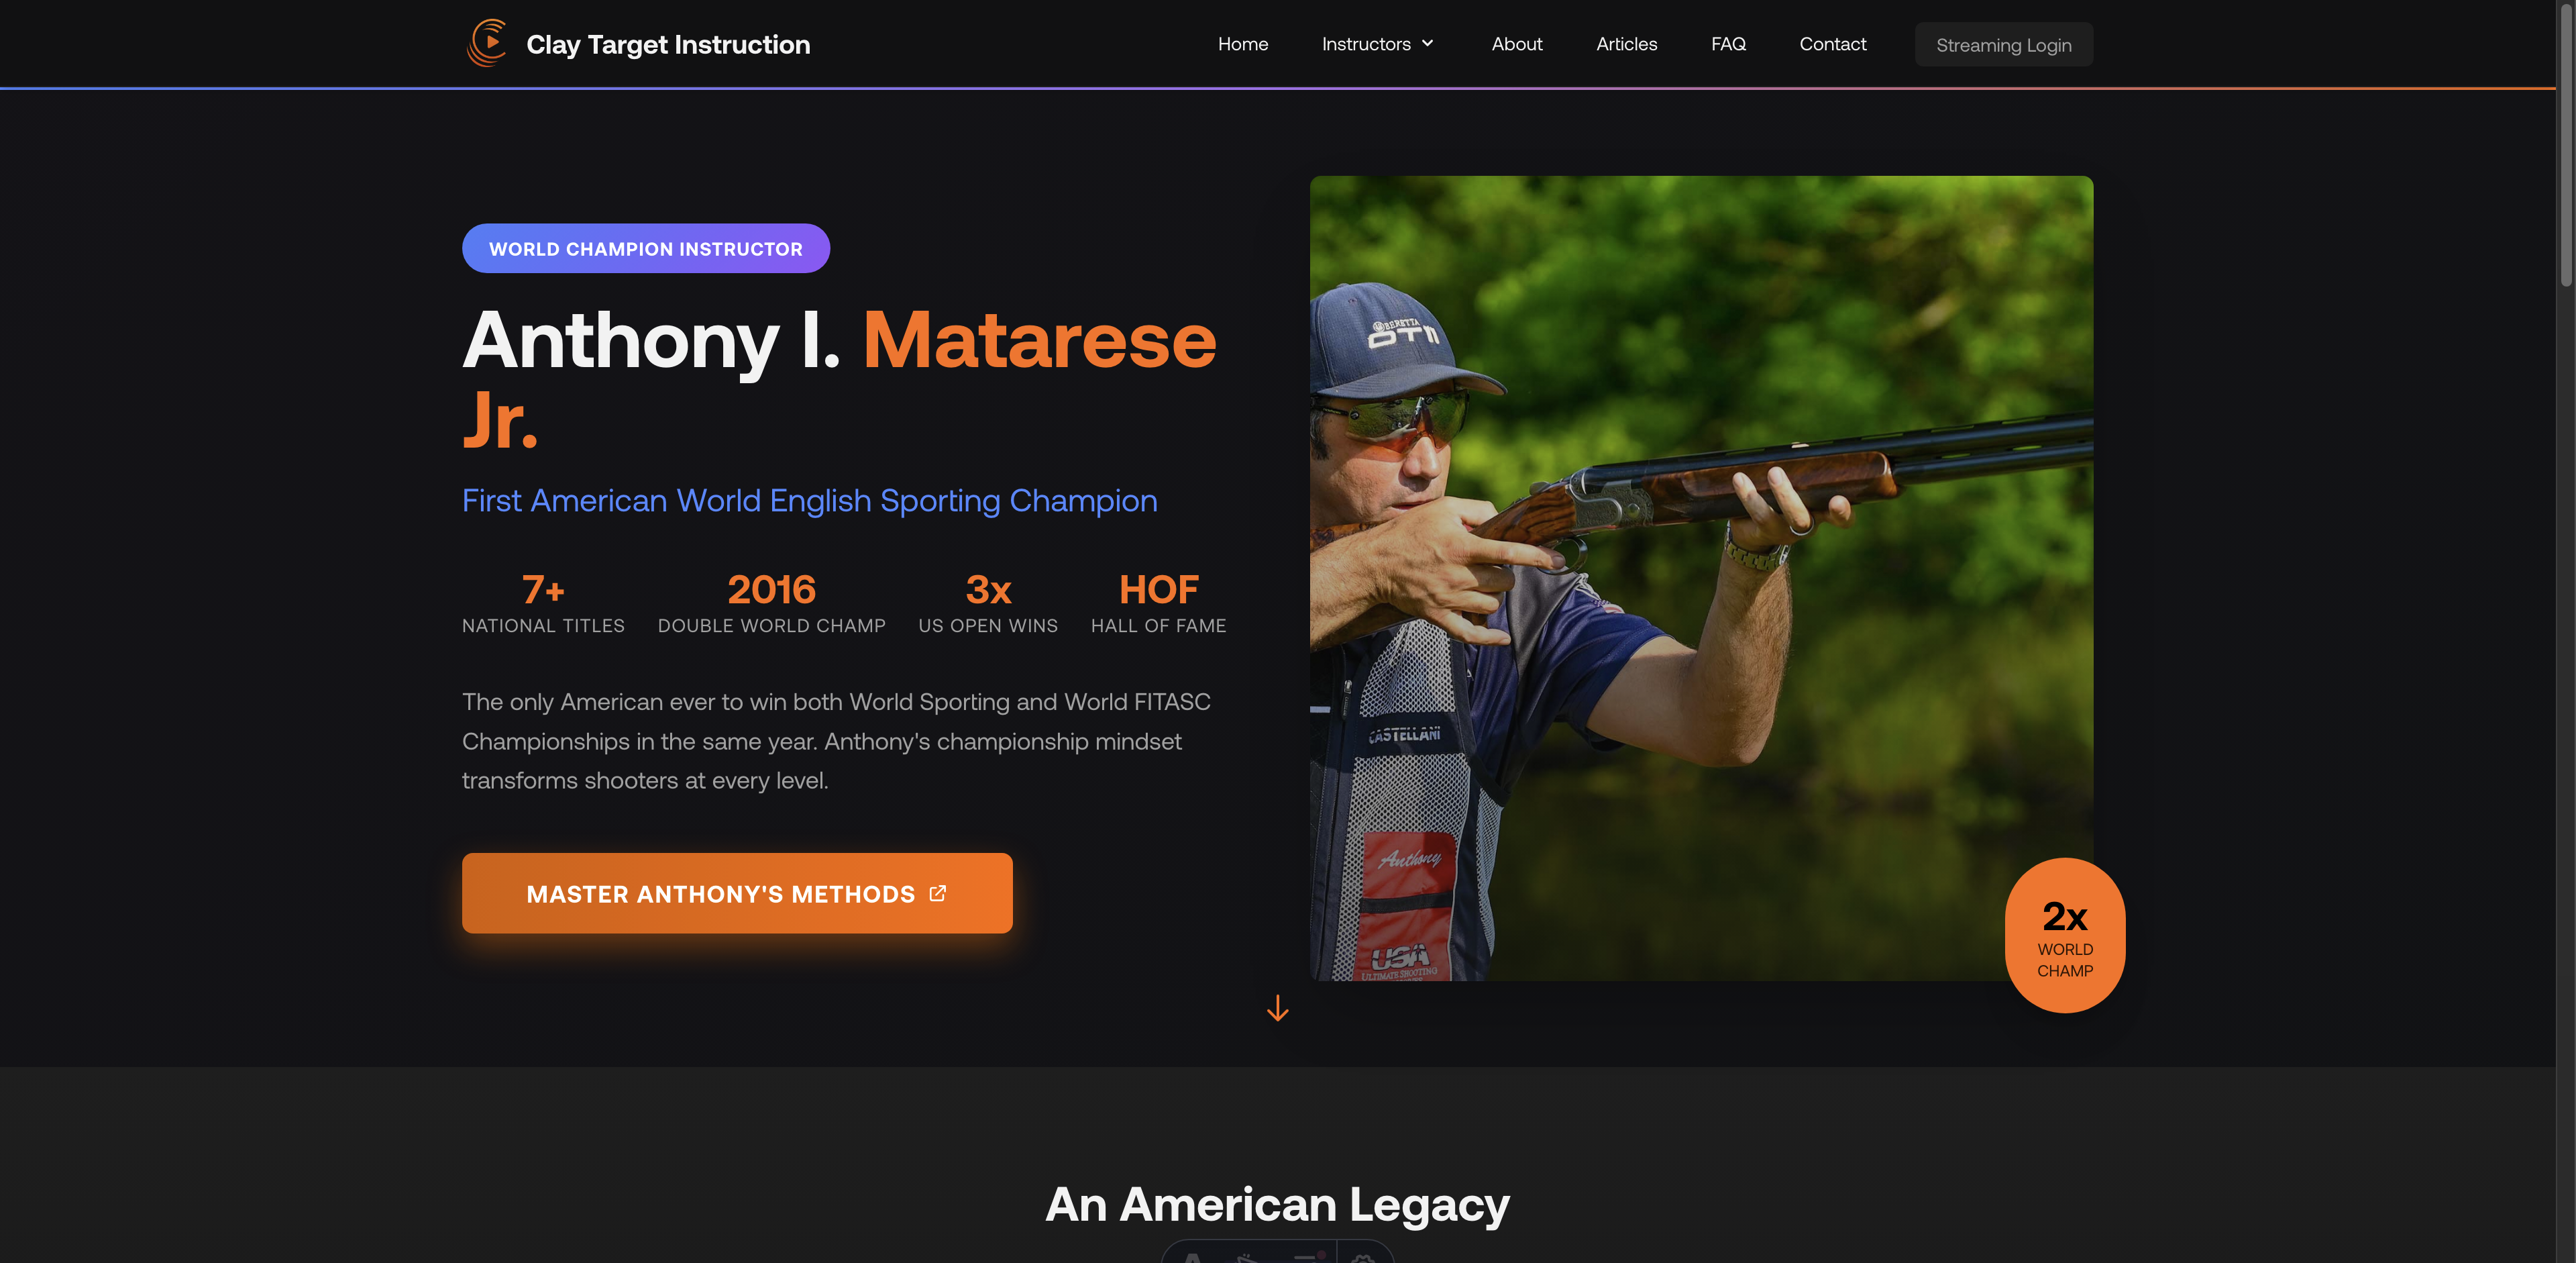 Clay Target Instruction
Home Instructors About Articles FAQ Contact Streaming Login
WORLD CHAMPION INSTRUCTOR
Anthony I. Matarese
Jr.
First American World English Sporting Champion
7+ 2016 3x HOF
NATIONAL TITLES DOUBLE WORLD CHAMP US OPEN WINS HALL OF FAME
The only American ever to win both World Sporting and World FITASC
Championships in the same year. Anthony's championship mindset
transforms shooters at every level.
MASTER ANTHONY'S METHODS
BERETTA
DT11
CASTELLANI
Anthony
USA
ULTIMATE SHOOTING
2x
WORLD
CHAMP
An American Legacy